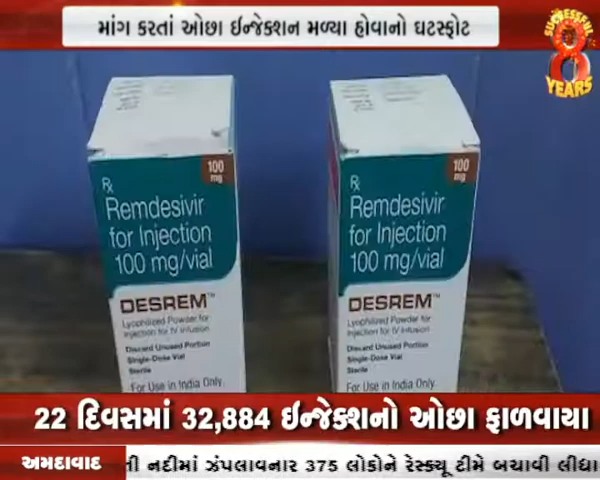 માંગ કરતાં ઓછા ઈન્જેક્શન મળ્યા હોવાનો ઘટસ્ફોટ
SUCCESSFUL
8
YEARS
100
mg
Rx
Remdesivir
for Injection
100 mg/vial
DESREM™
Lyophilized Powder for
Injection for IV Infusion
Discard Unused Portion
Single-Dose Vial
Sterile
For Use in India Only
100
mg
Rx
Remdesivir
for Injection
100 mg/vial
DESREM™
Lyophilized Powder for
Injection for IV Infusion
Discard Unused Portion
Single-Dose Vial
Sterile
For Use in India Only
22 દિવસમાં 32,884 ઇન્જેક્શનો ઓછા ફાળવાયા
અમદાવાદ
તી નદીમાં ઝંપલાવનાર 375 લોકોને રેસ્ક્યૂ ટીમે બચાવી લીધા